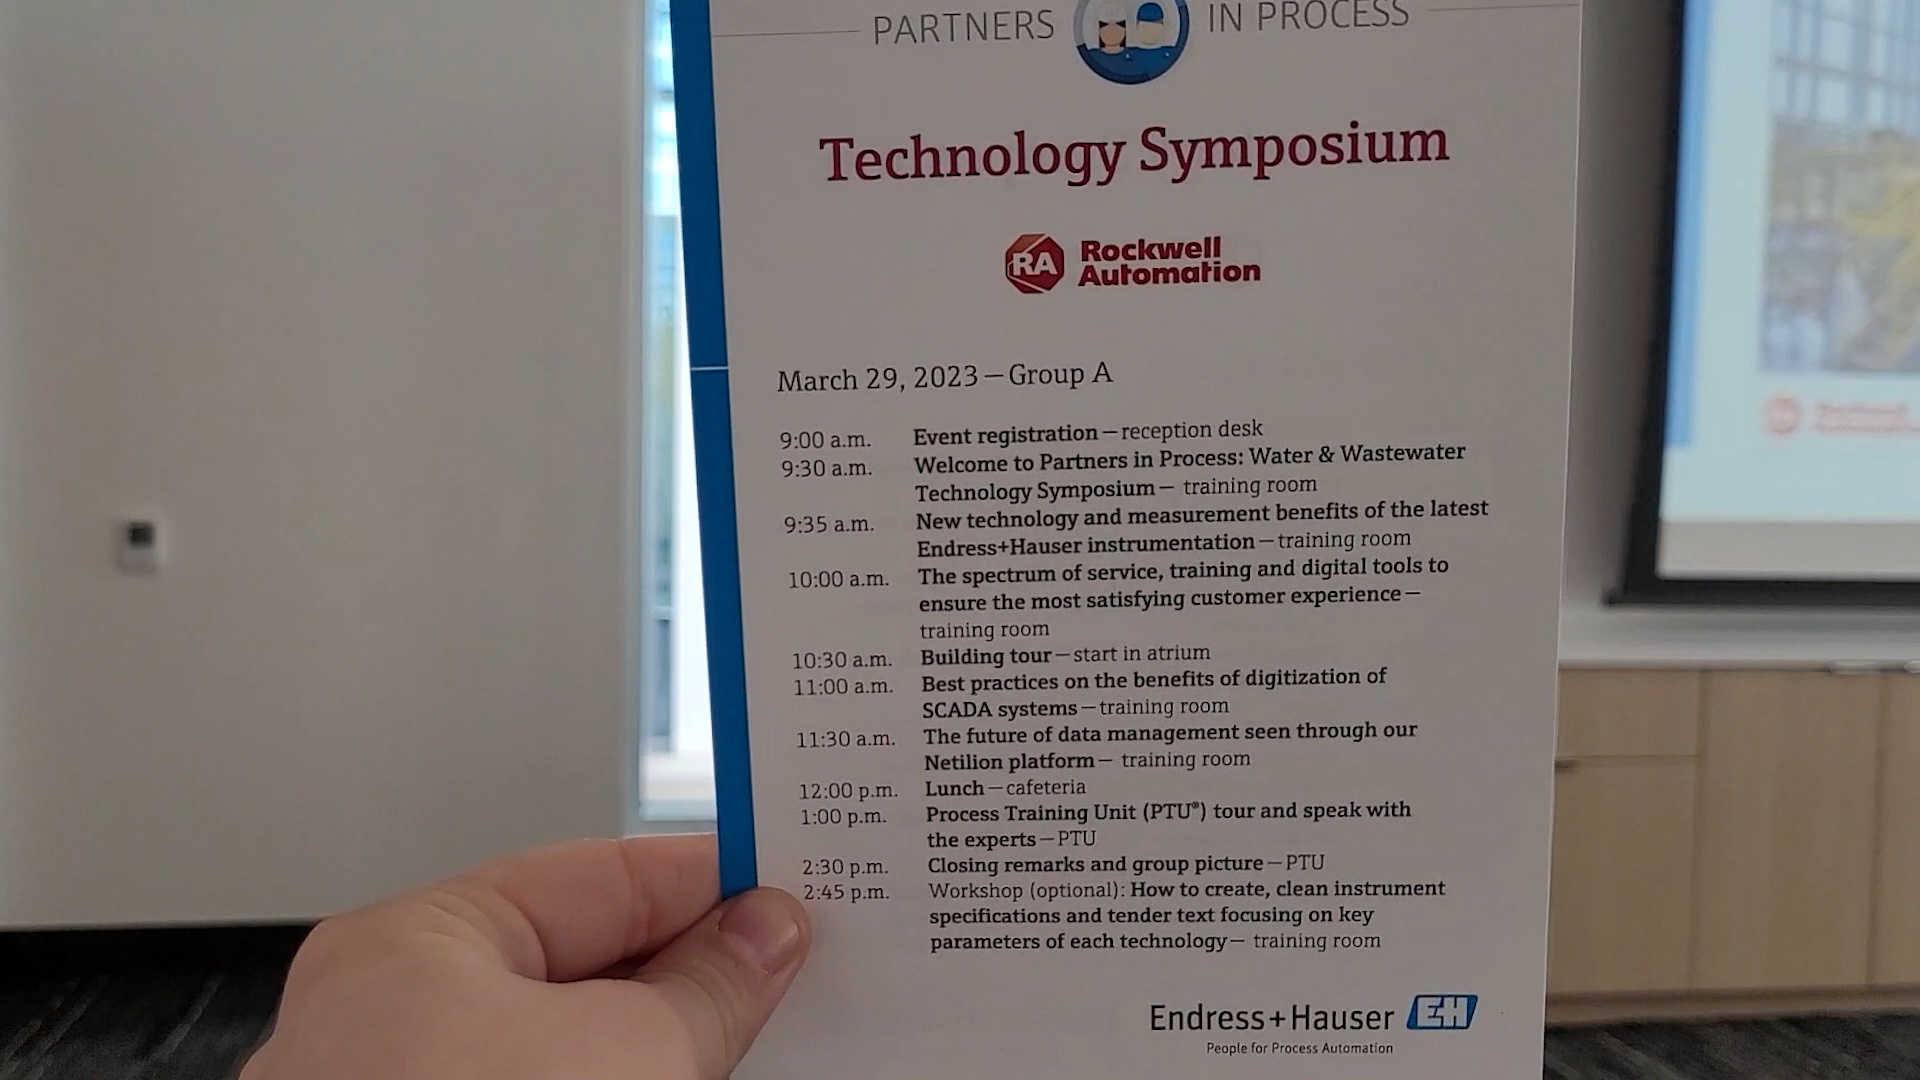 PARTNERS IN PROCESS
Technology Symposium
RA Rockwell
Automation
March 29, 2023 — Group A
9:00 a.m. Event registration — reception desk
9:30 a.m. Welcome to Partners in Process: Water & Wastewater
Technology Symposium — training room
9:35 a.m. New technology and measurement benefits of the latest
Endress+Hauser instrumentation — training room
10:00 a.m. The spectrum of service, training and digital tools to
ensure the most satisfying customer experience —
training room
10:30 a.m. Building tour — start in atrium
11:00 a.m. Best practices on the benefits of digitization of
SCADA systems — training room
11:30 a.m. The future of data management seen through our
Netilion platform — training room
12:00 p.m. Lunch — cafeteria
1:00 p.m. Process Training Unit (PTU®) tour and speak with
the experts — PTU
2:30 p.m. Closing remarks and group picture — PTU
2:45 p.m. Workshop (optional): How to create, clean instrument
specifications and tender text focusing on key
parameters of each technology — training room
Endress+Hauser EH
People for Process Automation